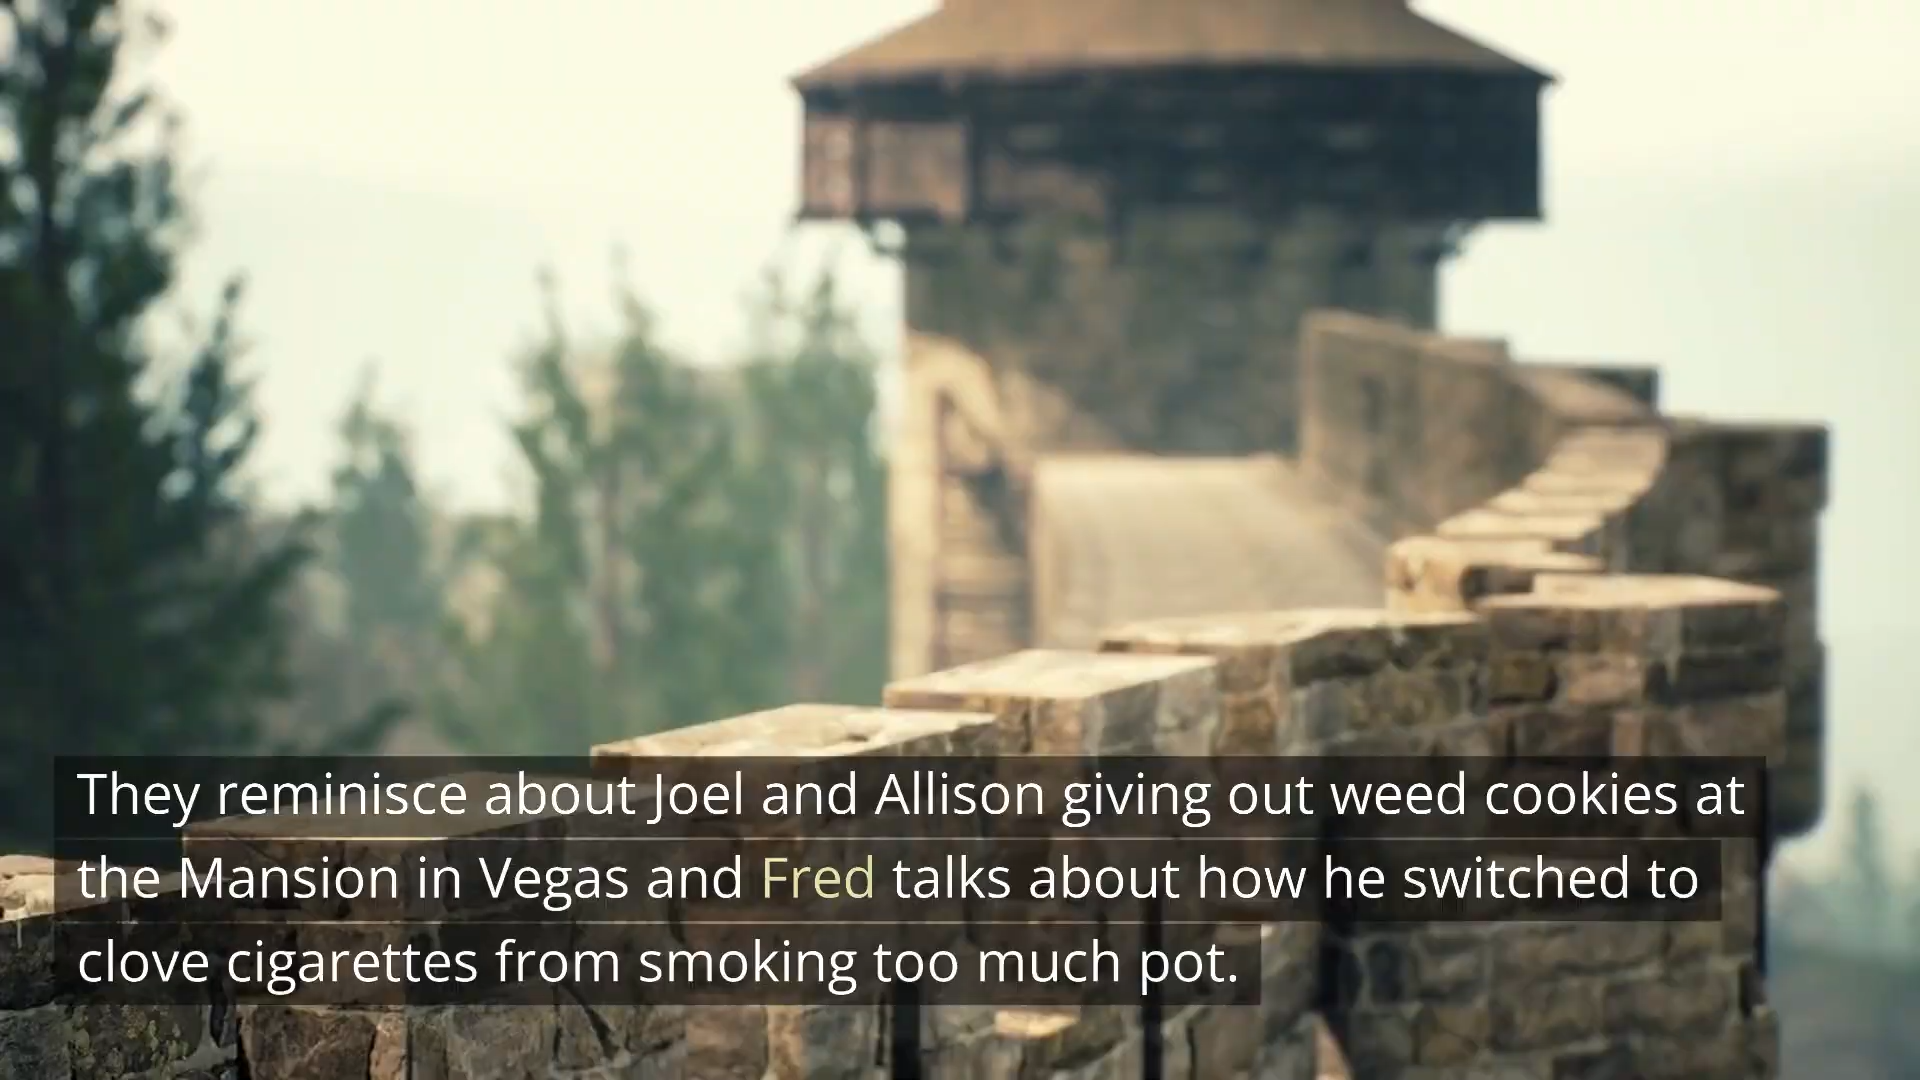 They reminisce about Joel and Allison giving out weed cookies at
the Mansion in Vegas and Fred talks about how he switched to
clove cigarettes from smoking too much pot.